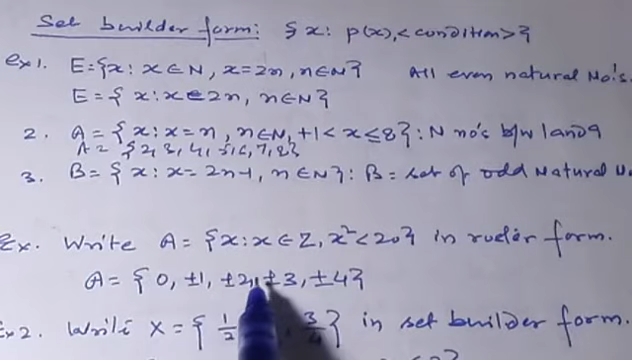 Set builder form: { x: p(x), <condition> }
ex1. E={x: x∈N, x=2n, n∈N} All even natural No's.
E={ x: x∈2n, n∈N}
2. A={x: x=n, n∈N, +1<x≤8}: N no's b/w 1 and 9
A= {2, 3, 4, 5, 6, 7, 8}
3. B={ x: x=2n-1, n∈N}: B= set of odd Natural
Ex. Write A={x: x∈Z, x²<20} in roster form.
A={ 0, ±1, ±2, ±3, ±4}
Ex2. Write X={ 1/2 , 3/4 } in set builder form.